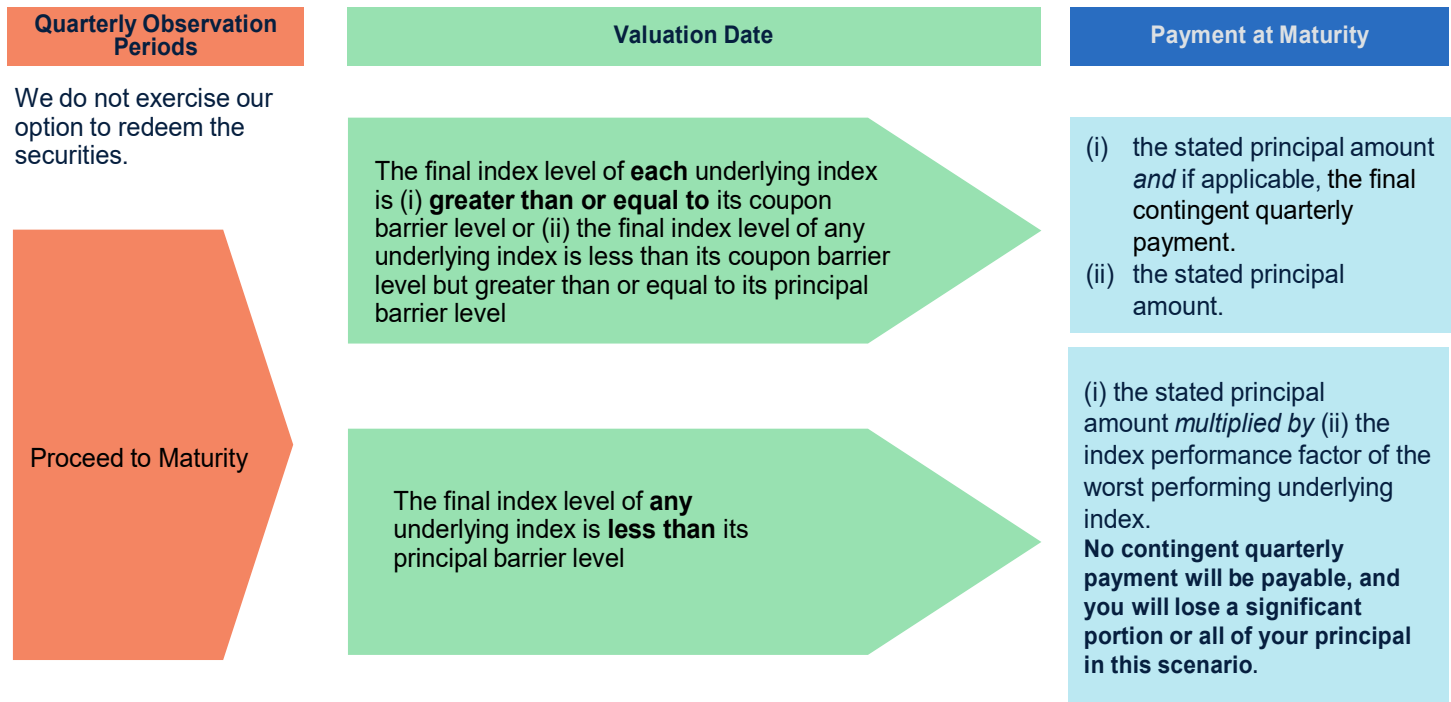 Quarterly Observation
Periods
We do not exercise our
option to redeem the
securities.
Proceed to Maturity
Valuation Date
The final index level of each underlying index
is (i) greater than or equal to its coupon
barrier level or (ii) the final index level of any
underlying index is less than its coupon barrier
level but greater than or equal to its principal
barrier level
The final index level of any
underlying index is less than its
principal barrier level
Payment at Maturity
(i) the stated principal amount
and if applicable, the final
contingent quarterly
payment.
(ii) the stated principal
amount.
(i) the stated principal
amount multiplied by (ii) the
index performance factor of the
worst performing underlying
index.
No contingent quarterly
payment will be payable, and
you will lose a significant
portion or all of your principal
in this scenario.